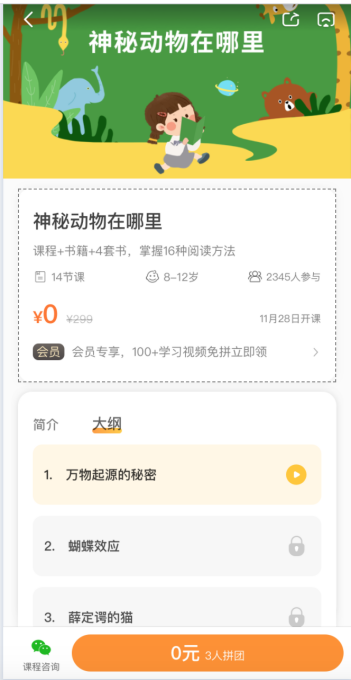 神秘动物在哪里
神秘动物在哪里
课程+书籍+4套书，掌握16种阅读方法
14节课 8-12岁 2345人参与
¥0 ¥299 11月28日开课
会员 会员专享，100+学习视频免拼立即领
简介 大纲
1. 万物起源的秘密
2. 蝴蝶效应
3. 薛定谔的猫
课程咨询 0元 3人拼团